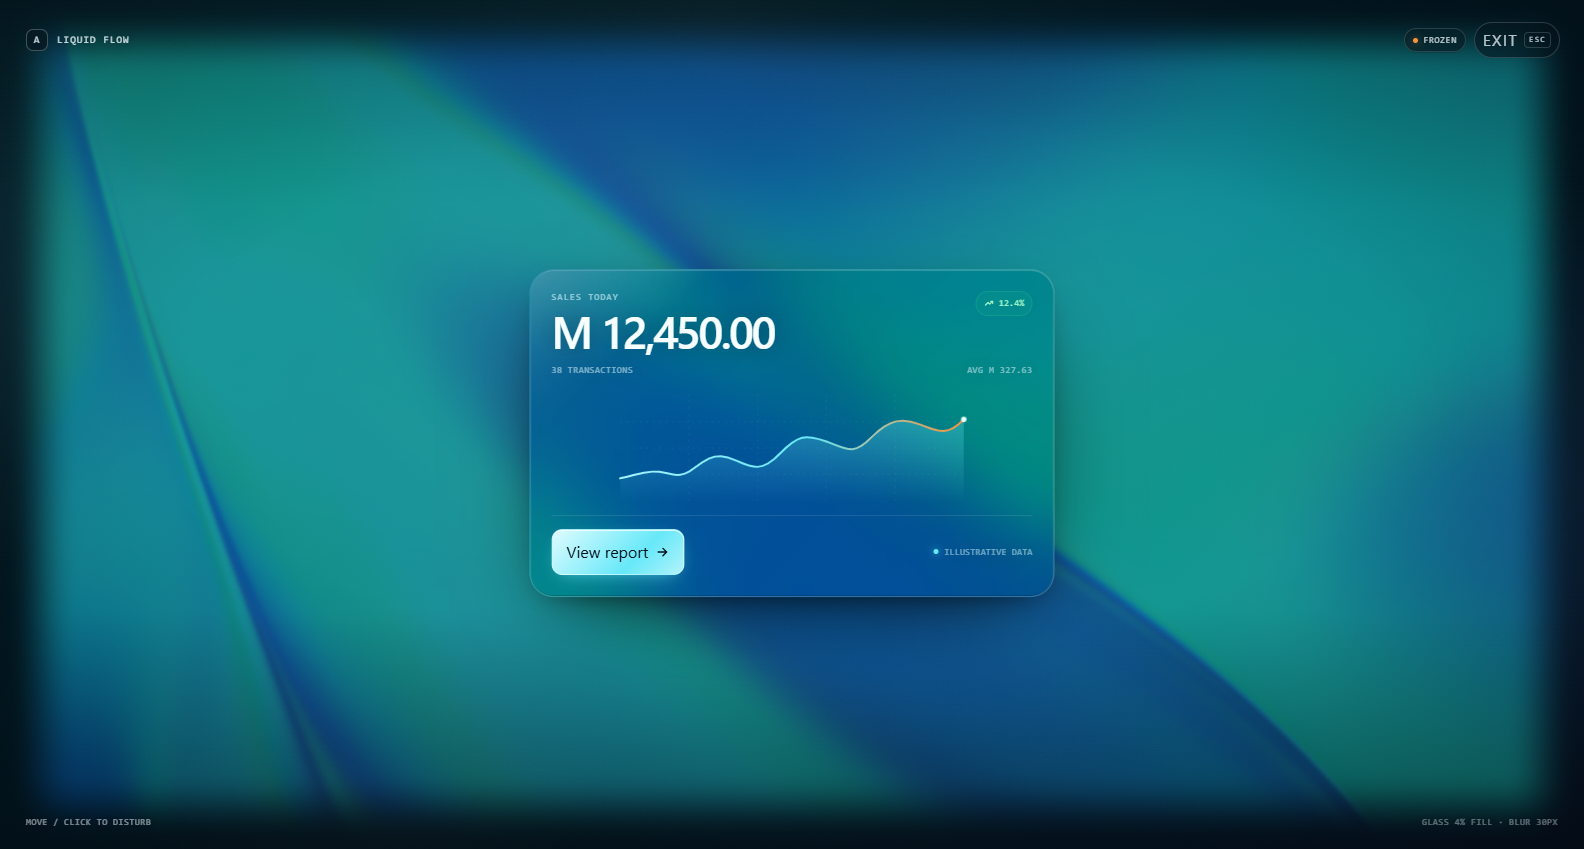 A LIQUID FLOW
FROZEN
EXIT ESC
SALES TODAY
12.4%
M 12,450.00
38 TRANSACTIONS
AVG M 327.63
View report →
ILLUSTRATIVE DATA
MOVE / CLICK TO DISTURB
GLASS 4% FILL · BLUR 30PX